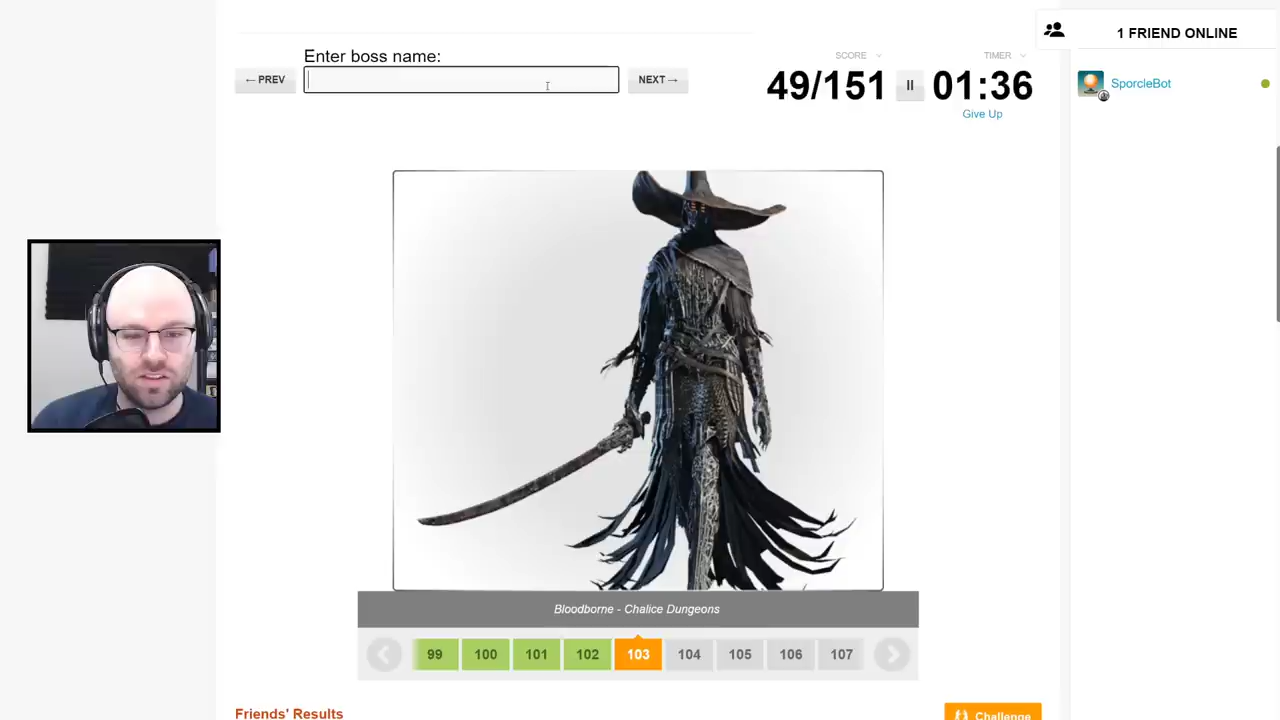 1 FRIEND ONLINE
Enter boss name:
← PREV
NEXT →
SCORE
49/151
TIMER
01:36
Give Up
SporcleBot
Bloodborne - Chalice Dungeons
99 100 101 102 103 104 105 106 107
Friends' Results
Challenge